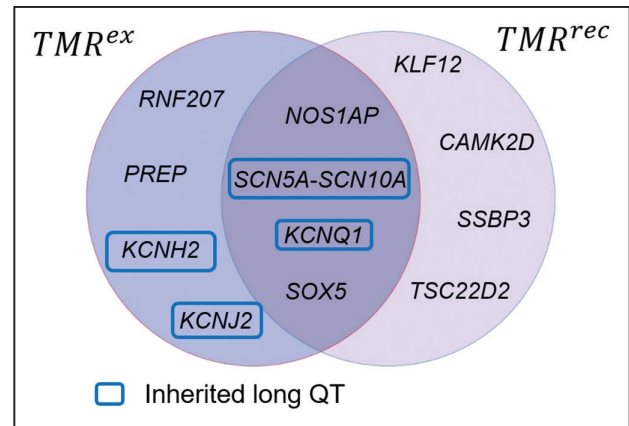 TMR^ex
TMR^rec
RNF207
PREP
KCNH2
KCNJ2
NOS1AP
SCN5A-SCN10A
KCNQ1
SOX5
KLF12
CAMK2D
SSBP3
TSC22D2
Inherited long QT